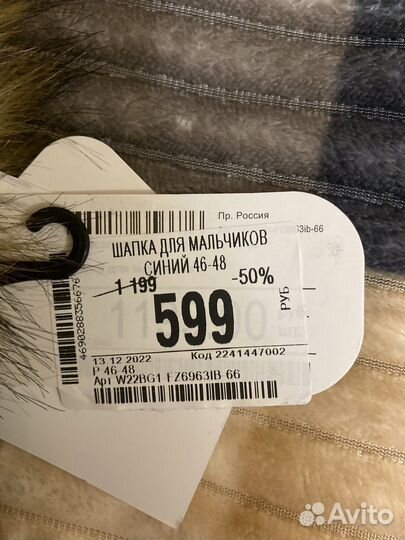 Пр. Россия
ШАПКА ДЛЯ МАЛЬЧИКОВ
СИНИЙ 46-48
1 199
-50%
599
РУБ
4690288356676
13.12.2022
Код 2241447002
Р 46-48
Арт W22BG1-FZ6963IB-66
Avito